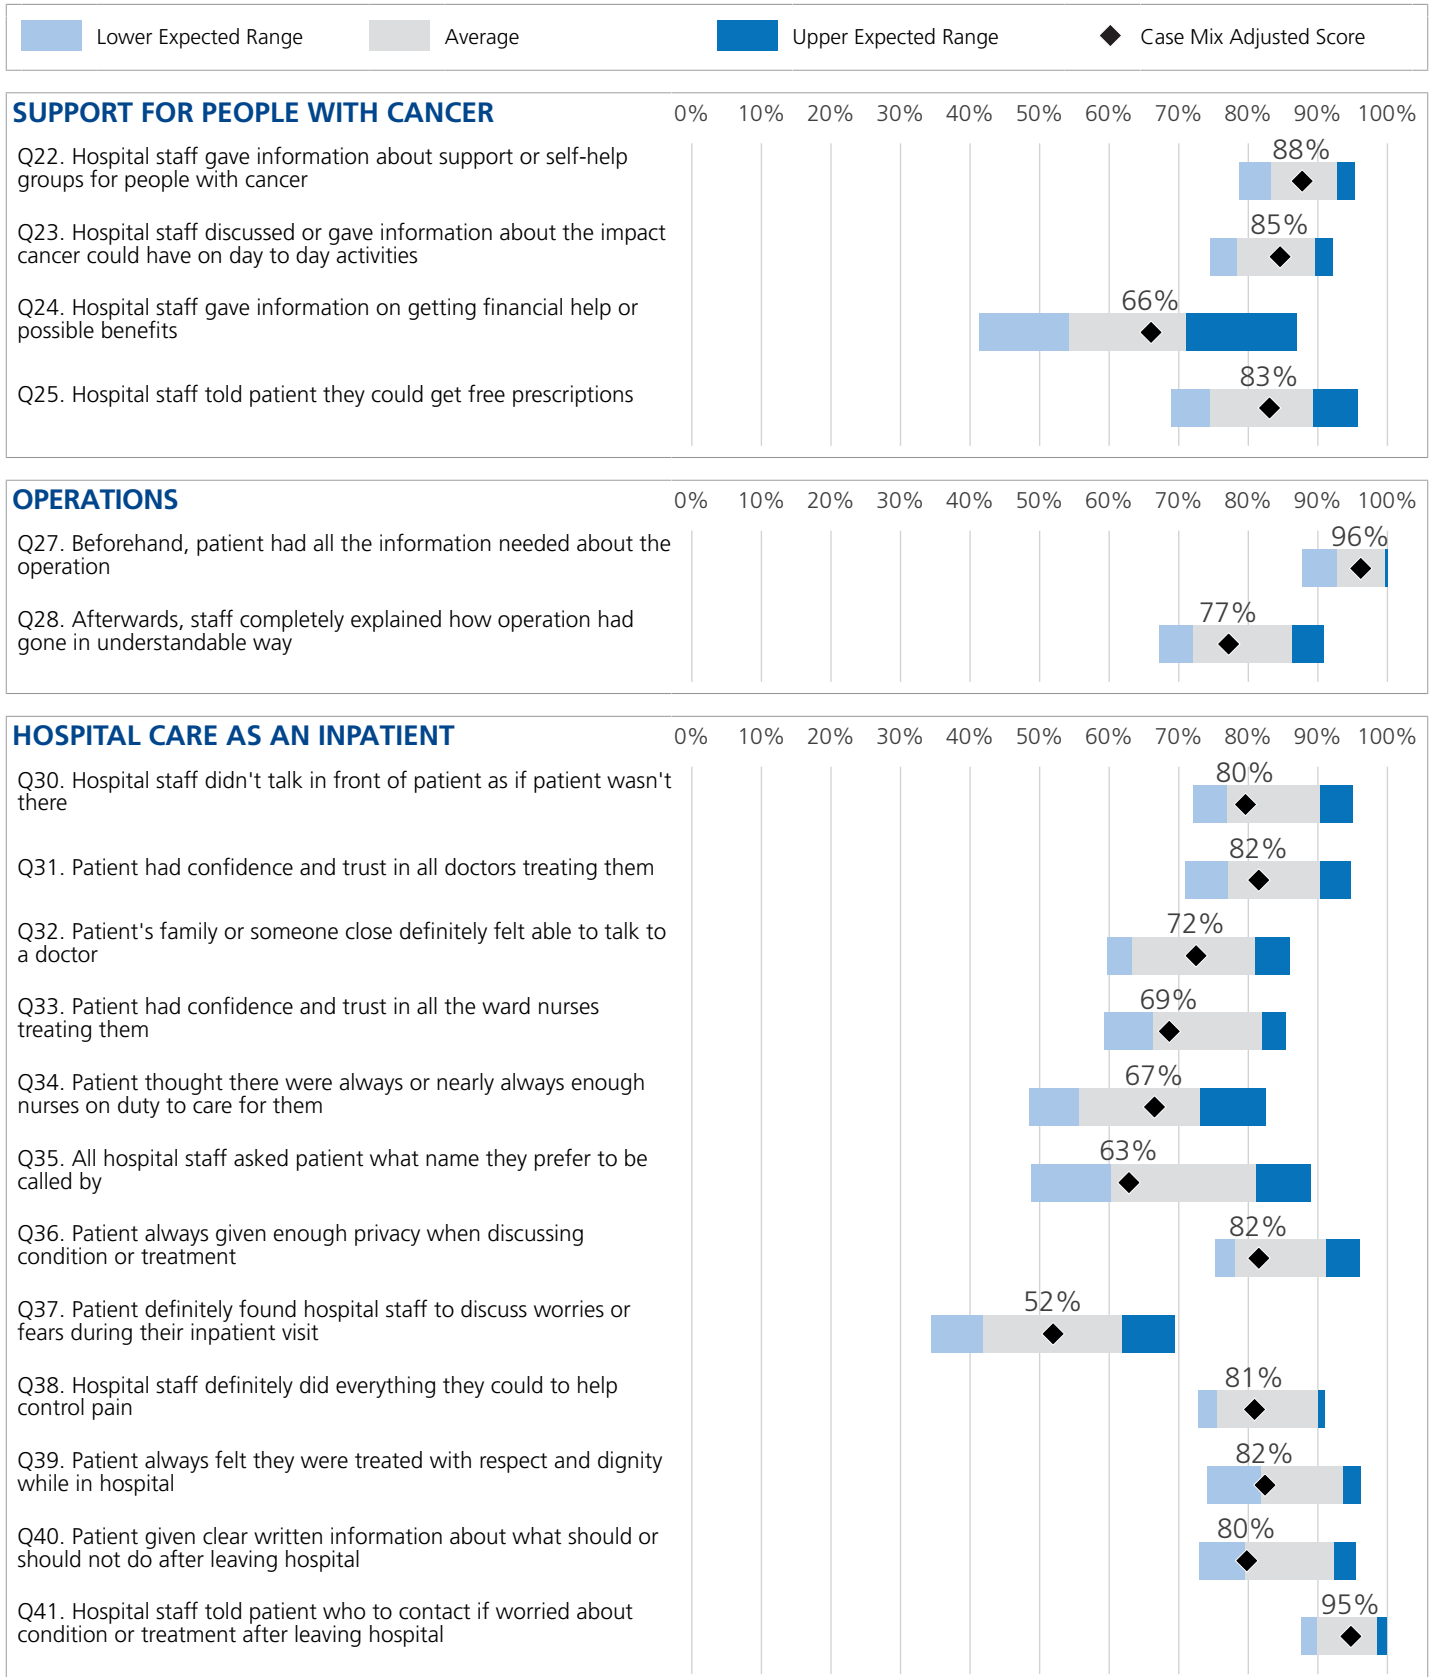 Lower Expected Range Average Upper Expected Range Case Mix Adjusted Score
SUPPORT FOR PEOPLE WITH CANCER 0% 10% 20% 30% 40% 50% 60% 70% 80% 90% 100%
Q22. Hospital staff gave information about support or self-help
groups for people with cancer
88%
Q23. Hospital staff discussed or gave information about the impact
cancer could have on day to day activities
85%
Q24. Hospital staff gave information on getting financial help or
possible benefits
66%
Q25. Hospital staff told patient they could get free prescriptions
83%
OPERATIONS 0% 10% 20% 30% 40% 50% 60% 70% 80% 90% 100%
Q27. Beforehand, patient had all the information needed about the
operation
96%
Q28. Afterwards, staff completely explained how operation had
gone in understandable way
77%
HOSPITAL CARE AS AN INPATIENT 0% 10% 20% 30% 40% 50% 60% 70% 80% 90% 100%
Q30. Hospital staff didn't talk in front of patient as if patient wasn't
there
80%
Q31. Patient had confidence and trust in all doctors treating them
82%
Q32. Patient's family or someone close definitely felt able to talk to
a doctor
72%
Q33. Patient had confidence and trust in all the ward nurses
treating them
69%
Q34. Patient thought there were always or nearly always enough
nurses on duty to care for them
67%
Q35. All hospital staff asked patient what name they prefer to be
called by
63%
Q36. Patient always given enough privacy when discussing
condition or treatment
82%
Q37. Patient definitely found hospital staff to discuss worries or
fears during their inpatient visit
52%
Q38. Hospital staff definitely did everything they could to help
control pain
81%
Q39. Patient always felt they were treated with respect and dignity
while in hospital
82%
Q40. Patient given clear written information about what should or
should not do after leaving hospital
80%
Q41. Hospital staff told patient who to contact if worried about
condition or treatment after leaving hospital
95%